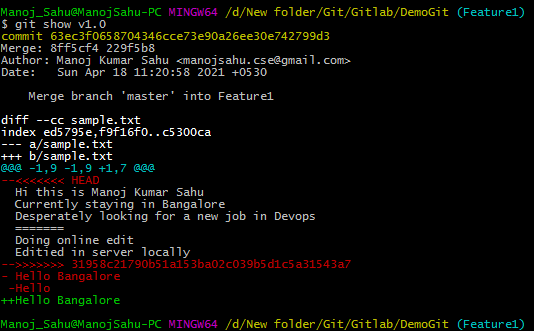 Manoj_Sahu@ManojSahu-PC MINGW64 /d/New folder/Git/Gitlab/DemoGit (Feature1)
$ git show v1.0
commit 63ec3f0658704346cce73e90a26ee30e742799d3
Merge: 8ff5cf4 229f5b8
Author: Manoj Kumar Sahu <manojsahu.cse@gmail.com>
Date:   Sun Apr 18 11:20:58 2021 +0530

    Merge branch 'master' into Feature1

diff --cc sample.txt
index ed5795e,f9f16f0..c5300ca
--- a/sample.txt
+++ b/sample.txt
@@@ -1,9 -1,9 +1,7 @@@
--<<<<<<< HEAD
  Hi this is Manoj Kumar Sahu
  Currently staying in Bangalore
  Desperately looking for a new job in Devops
  =======
  Doing online edit
  Editied in server locally
-->>>>>>> 31958c21790b51a153ba02c039b5d1c5a31543a7
- Hello Bangalore
 -Hello
++Hello Bangalore

Manoj_Sahu@ManojSahu-PC MINGW64 /d/New folder/Git/Gitlab/DemoGit (Feature1)